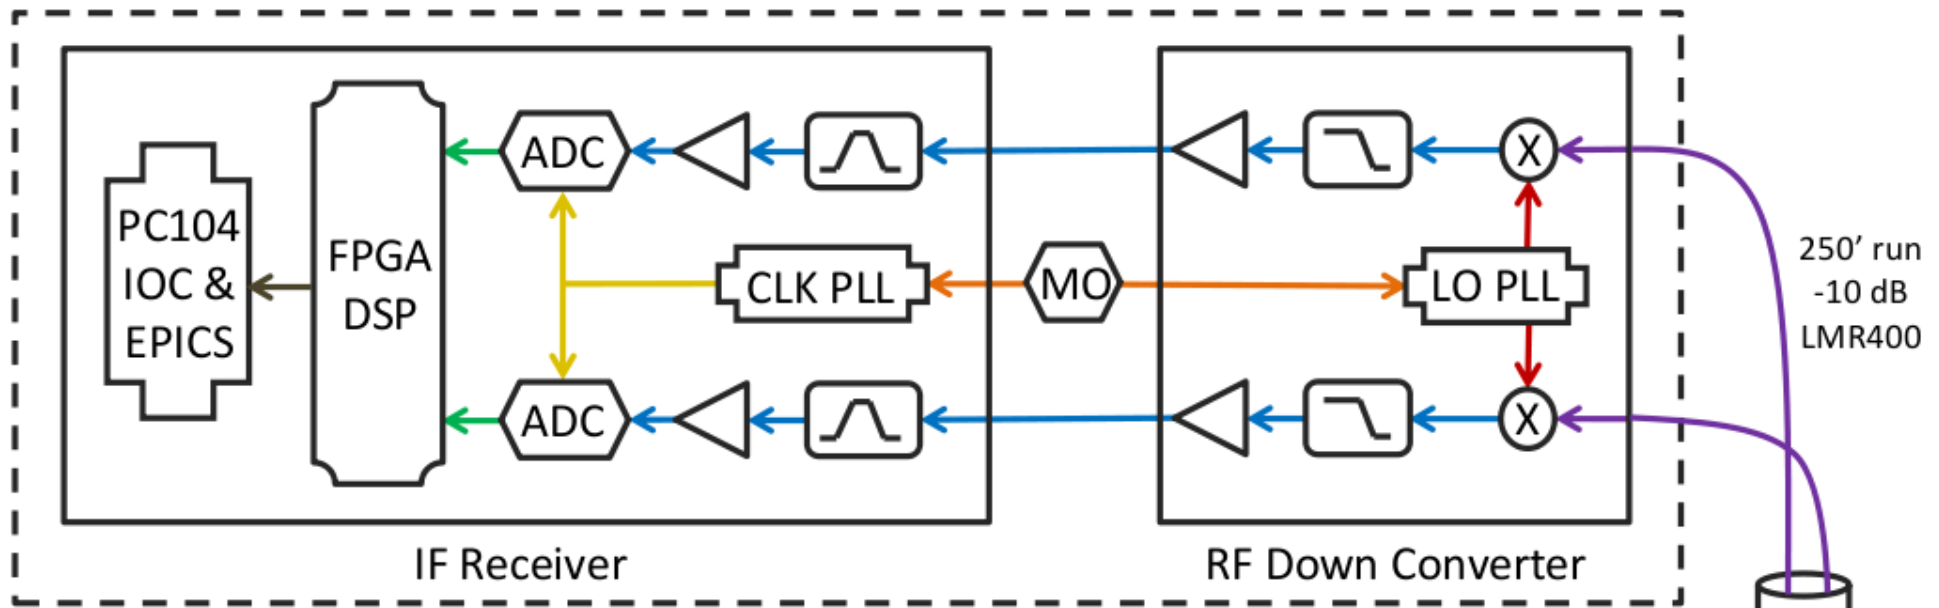 ADC
X
PC104
IOC &
EPICS
FPGA
DSP
CLK PLL
MO
LO PLL
250’ run
-10 dB
LMR400
ADC
X
IF Receiver
RF Down Converter